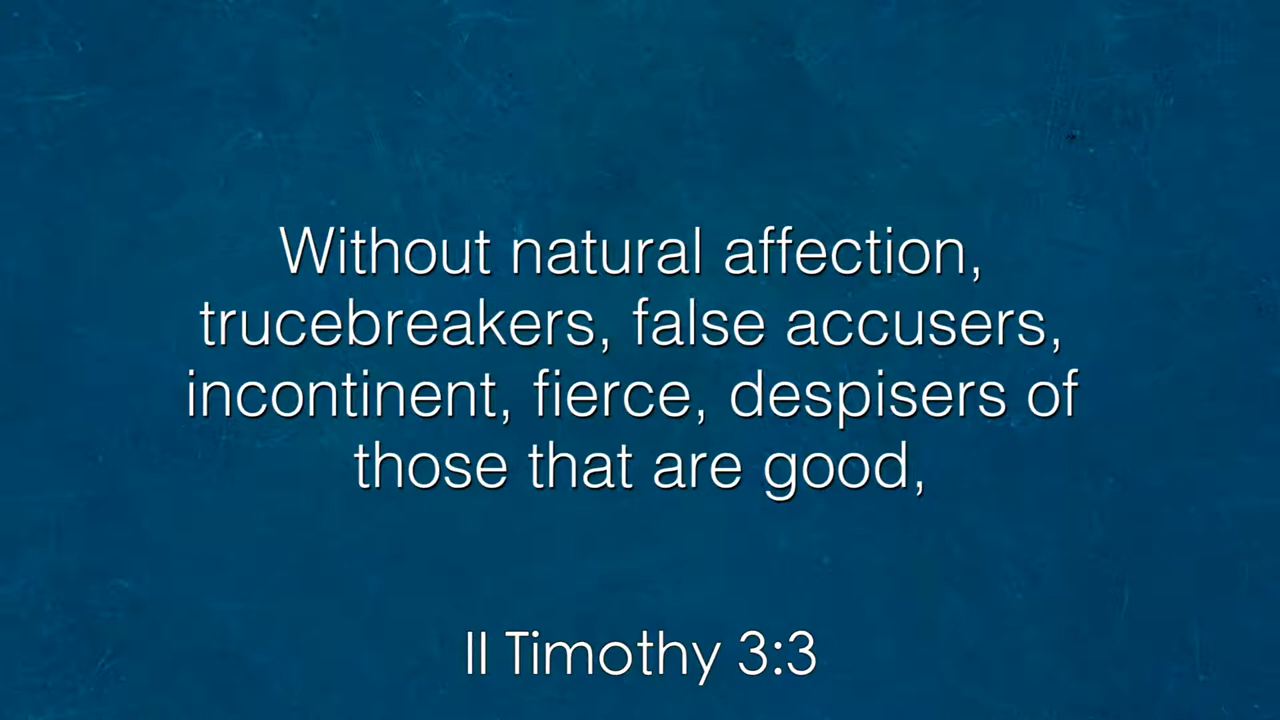 Without natural affection,
trucebreakers, false accusers,
incontinent, fierce, despisers of
those that are good,
II Timothy 3:3